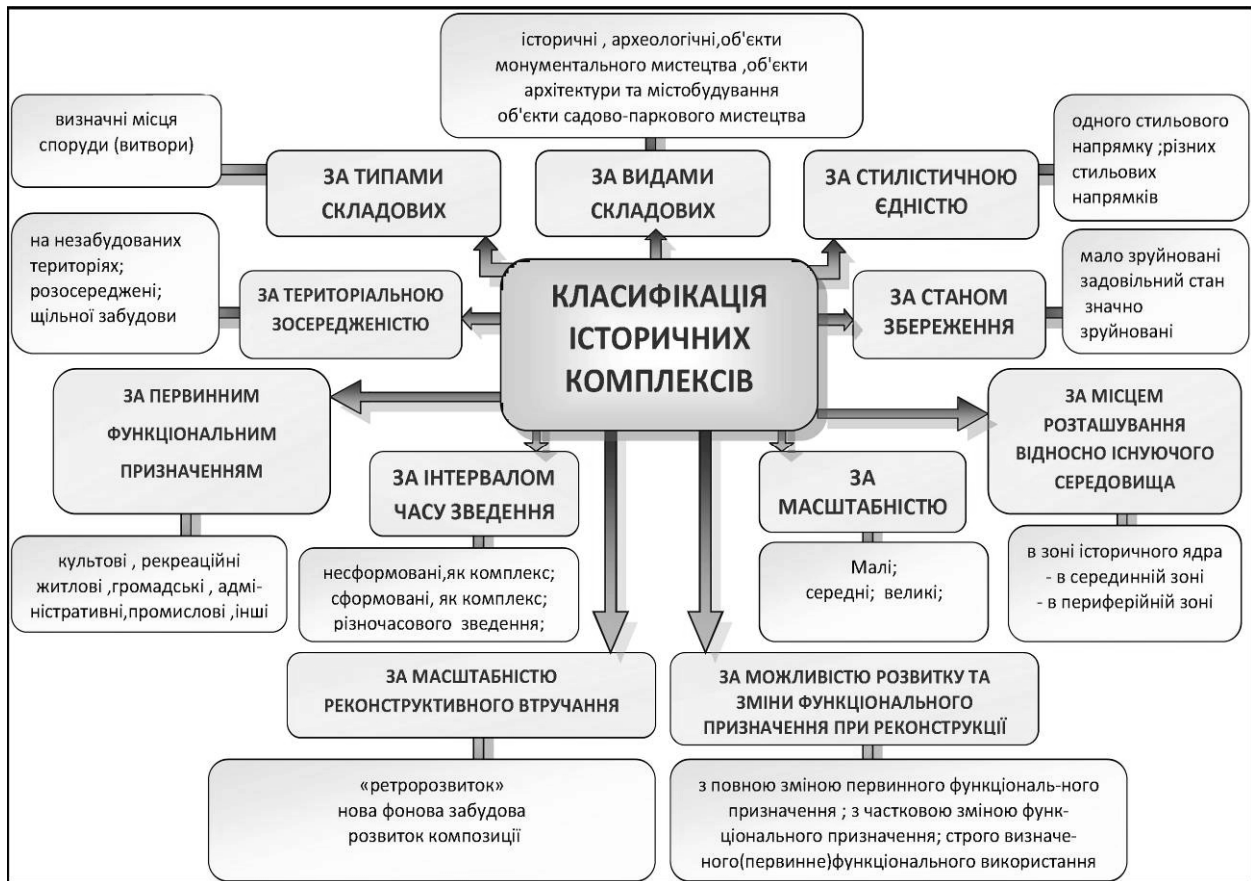 історичні , археологічні,об'єкти
монументального мистецтва ,об'єкти
архітектури та містобудування
об'єкти садово-паркового мистецтва
визначні місця
споруди (витвори)
ЗА ТИПАМИ
СКЛАДОВИХ
ЗА ВИДАМИ
СКЛАДОВИХ
ЗА СТИЛІСТИЧНОЮ
ЄДНІСТЮ
одного стильового
напрямку ;різних
стильових
напрямків
на незабудованих
територіях;
розосереджені;
щільної забудови
ЗА ТЕРИТОРІАЛЬНОЮ
ЗОСЕРЕДЖЕНІСТЮ
КЛАСИФІКАЦІЯ
ІСТОРИЧНИХ
КОМПЛЕКСІВ
ЗА СТАНОМ
ЗБЕРЕЖЕННЯ
мало зруйновані
задовільний стан
значно
зруйновані
ЗА ПЕРВИННИМ
ФУНКЦІОНАЛЬНИМ
ПРИЗНАЧЕННЯМ
ЗА ІНТЕРВАЛОМ
ЧАСУ ЗВЕДЕННЯ
ЗА
МАСШТАБНІСТЮ
ЗА МІСЦЕМ
РОЗТАШУВАННЯ
ВІДНОСНО ІСНУЮЧОГО
СЕРЕДОВИЩА
культові , рекреаційні
житлові ,громадські , адмі-
ністративні,промислові ,інші
несформовані,як комплекс;
сформовані, як комплекс;
різночасового зведення;
Малі;
середні; великі;
в зоні історичного ядра
- в серединній зоні
- в периферійній зоні
ЗА МАСШТАБНІСТЮ
РЕКОНСТРУКТИВНОГО ВТРУЧАННЯ
ЗА МОЖЛИВІСТЮ РОЗВИТКУ ТА
ЗМІНИ ФУНКЦІОНАЛЬНОГО
ПРИЗНАЧЕННЯ ПРИ РЕКОНСТРУКЦІЇ
«ретророзвиток»
нова фонова забудова
розвиток композиції
з повною зміною первинного функціональ-ного
призначення ; з частковою зміною функ-
ціонального призначення; строго визначе-
ного(первинне)функціонального використання